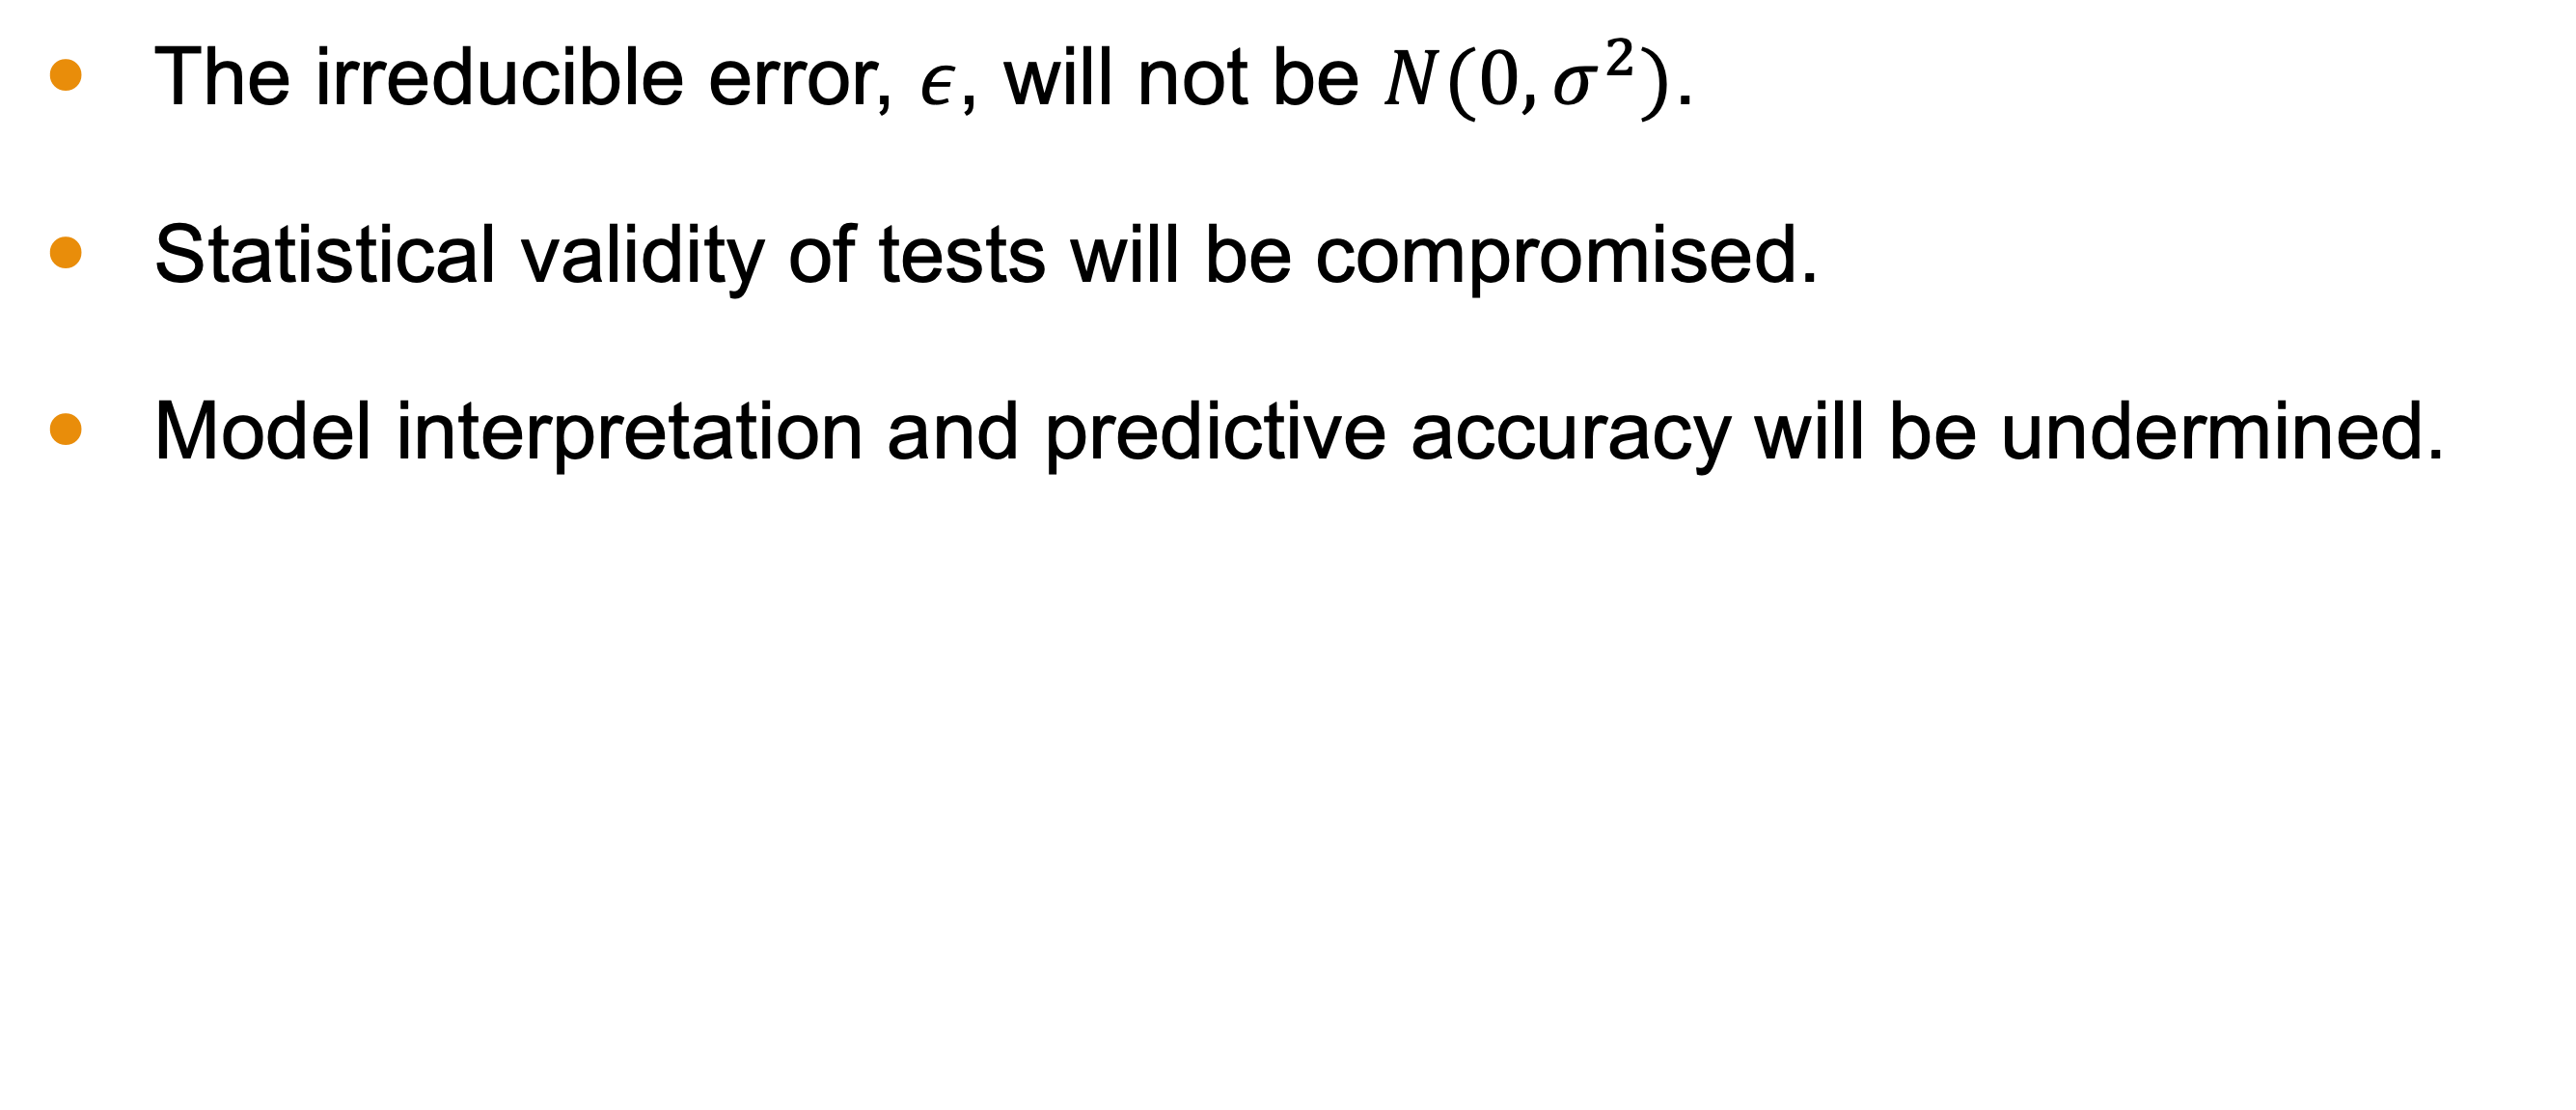 • The irreducible error, ϵ, will not be N(0, σ²).
• Statistical validity of tests will be compromised.
• Model interpretation and predictive accuracy will be undermined.